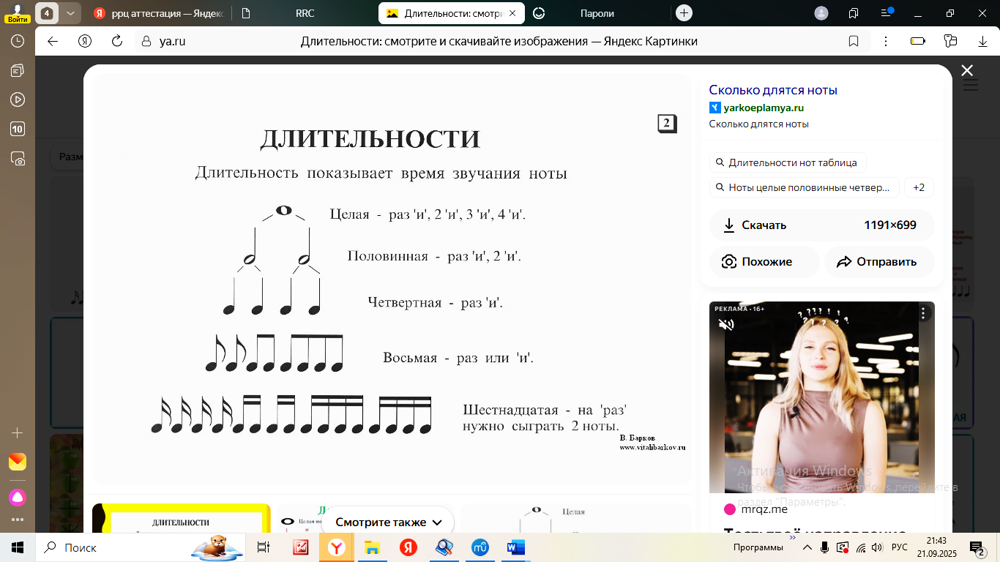 Войти
4
ррц аттестация — Яндекс
RRC
Длительности: смотри
Пароли
ya.ru
Длительности: смотрите и скачивайте изображения — Яндекс Картинки
10
Разм
2
ДЛИТЕЛЬНОСТИ
Длительность показывает время звучания ноты
Целая - раз 'и', 2 'и', 3 'и', 4 'и'.
Половинная - раз 'и', 2 'и'.
Четвертная - раз 'и'.
Восьмая - раз или 'и'.
Шестнадцатая - на 'раз'
нужно сыграть 2 ноты.
В. Барков
www.vitalibarkov.ru
Сколько длятся ноты
yarkoeplamya.ru
Сколько длятся ноты
Длительности нот таблица
Ноты целые половинные четвер...
+2
Скачать 1191×699
Похожие
Отправить
РЕКЛАМА • 16+
Активация Windows
Чтобы активировать Windows, перейдите в
раздел "Параметры".
mrqz.me
ДЛИТЕЛЬНОСТИ
Смотрите также
Целая
Поиск
Программы
РУС
21:43
21.09.2025
2